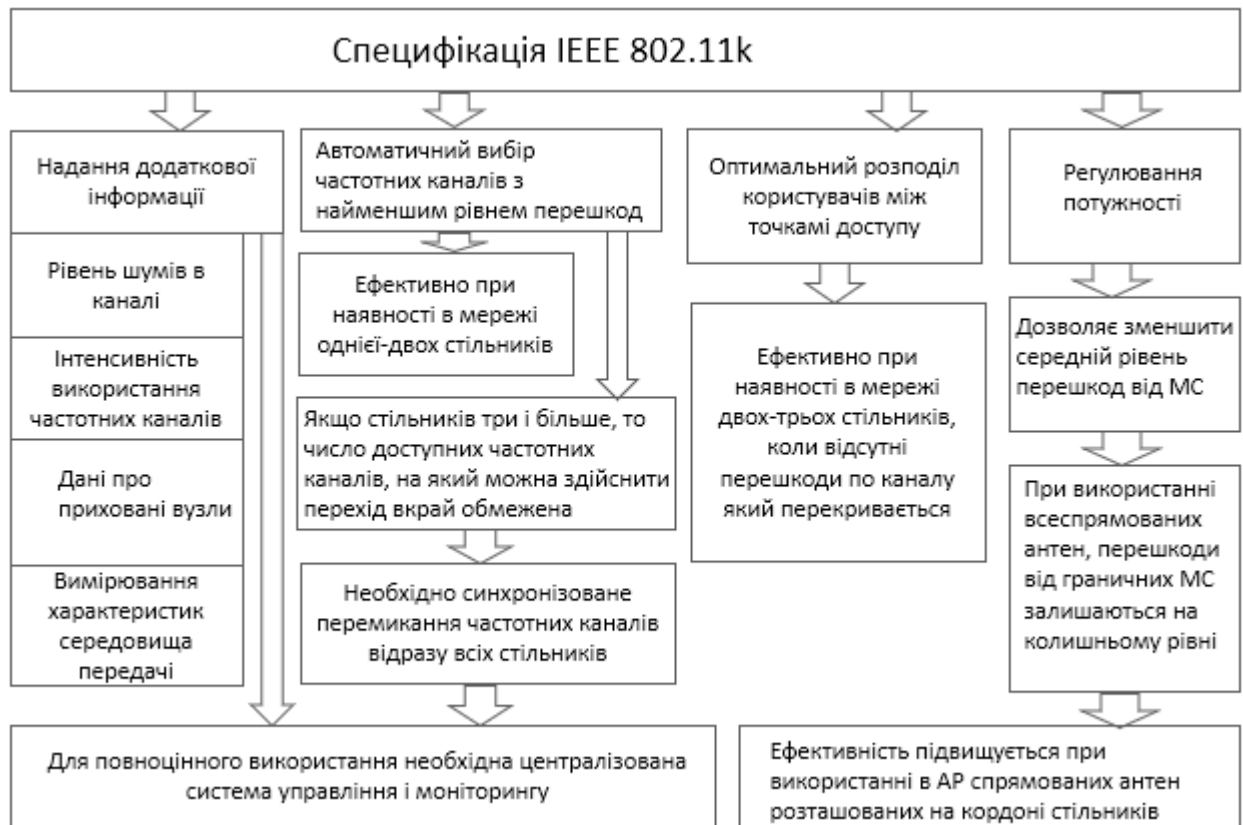 Специфікація IEEE 802.11k
Надання додаткової
інформації
Рівень шумів в
каналі
Інтенсивність
використання
частотних каналів
Дані про
приховані вузли
Вимірювання
характеристик
середовища
передачі
Автоматичний вибір
частотних каналів з
найменшим рівнем перешкод
Ефективно при
наявності в мережі
однієї-двох стільників
Якщо стільників три і більше, то
число доступних частотних
каналів, на який можна здійснити
перехід вкрай обмежена
Необхідно синхронізоване
перемикання частотних каналів
відразу всіх стільників
Для повноцінного використання необхідна централізована
система управління і моніторингу
Оптимальний розподіл
користувачів між
точкамі доступу
Ефективно при
наявності в мережі
двох-трьох стільників,
коли відсутні
перешкоди по каналу
який перекривається
Регулювання
потужності
Дозволяє зменшити
середній рівень
перешкод від МС
При використанні
всеспрямованих
антен, перешкоди
від граничних МС
залишаються на
колишньому рівні
Ефективність підвищується при
використанні в АР спрямованих антен
розташованих на кордоні стільників